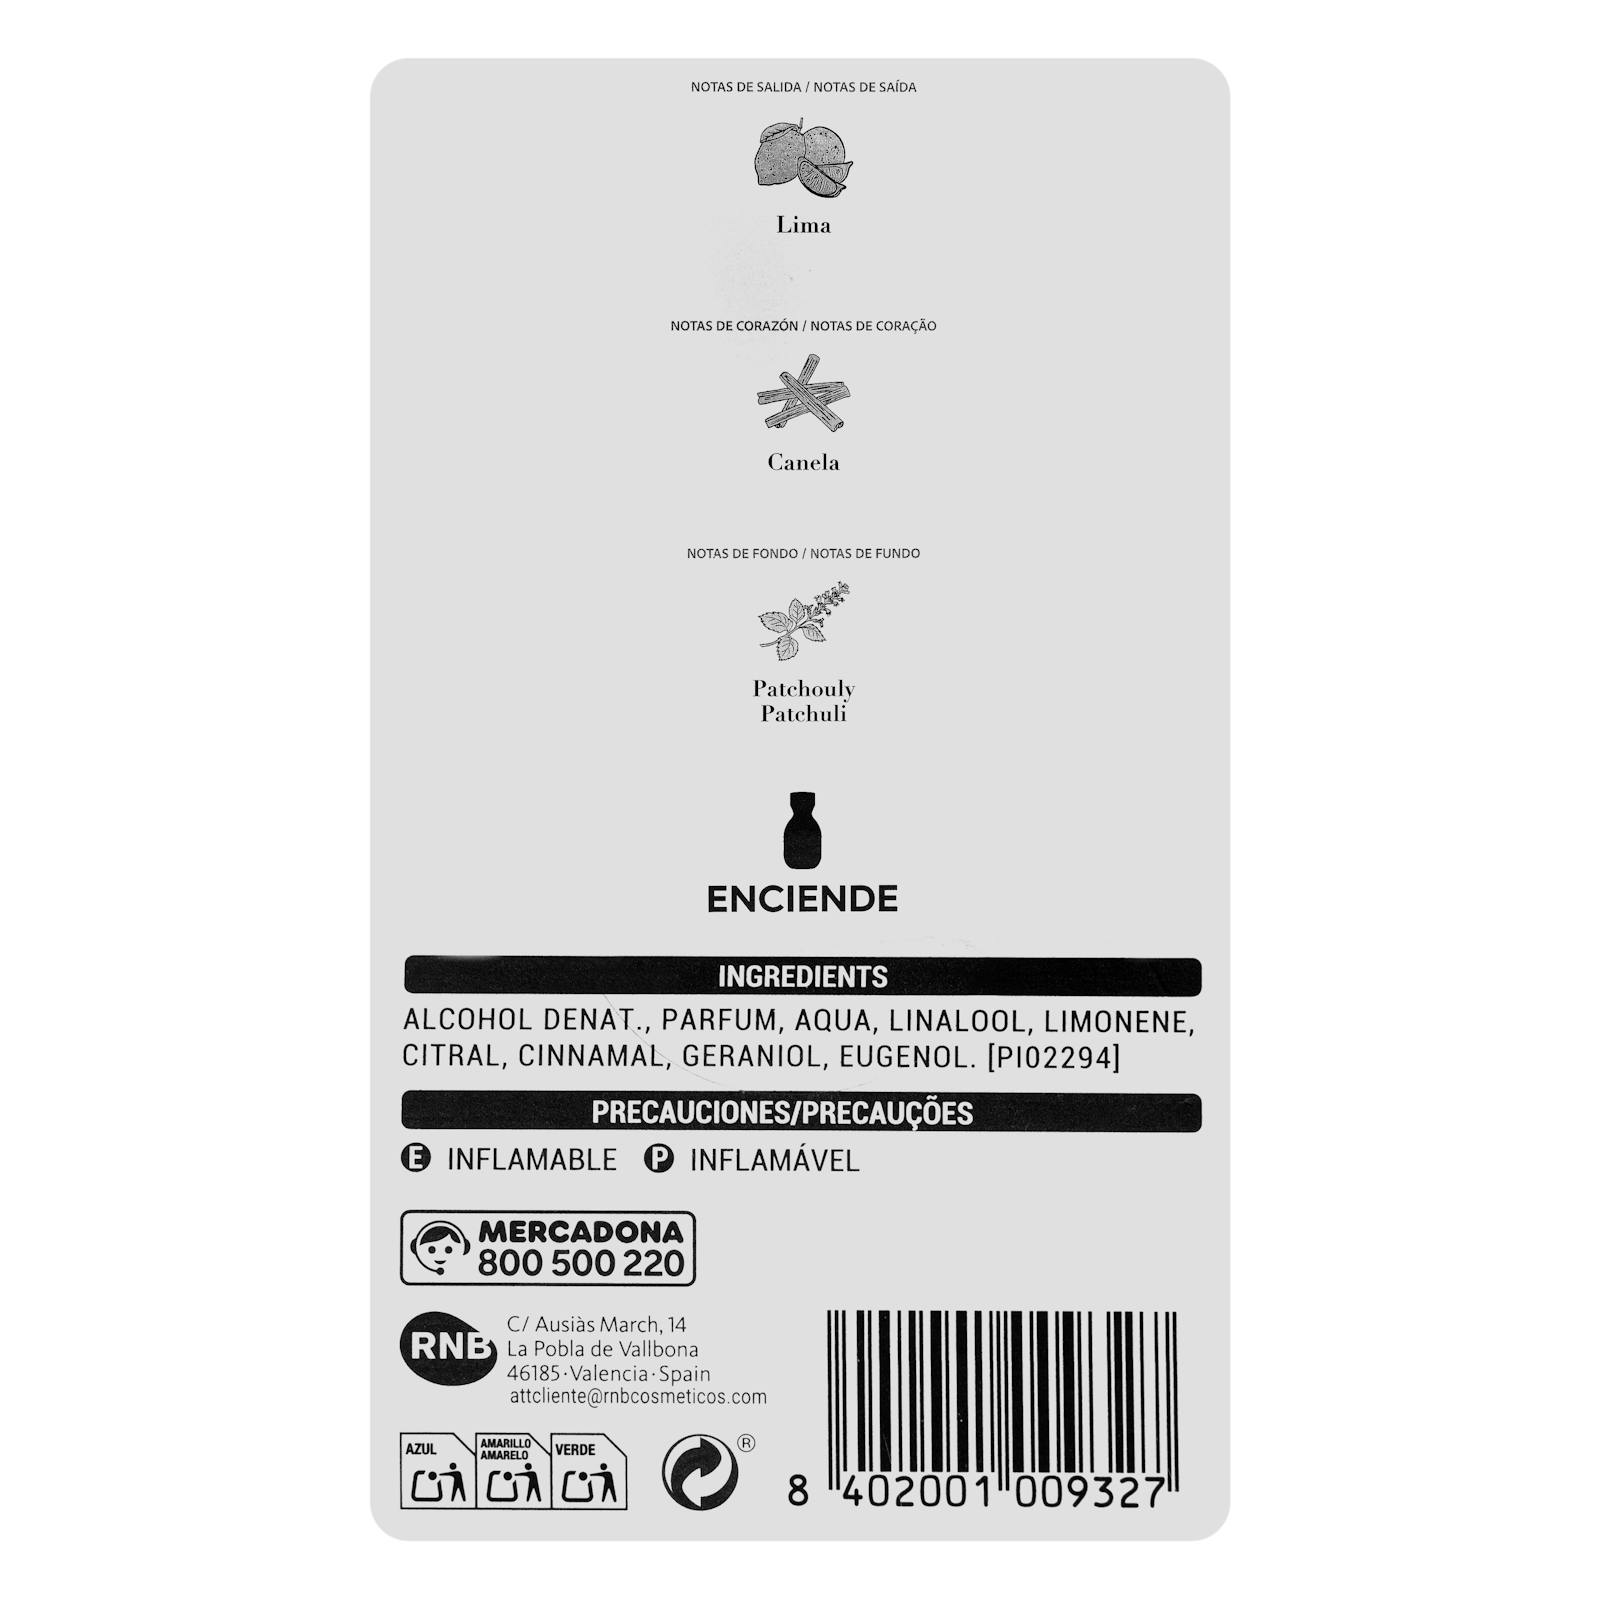 NOTAS DE SALIDA / NOTAS DE SAÍDA
Lima
NOTAS DE CORAZÓN / NOTAS DE CORAÇÃO
Canela
NOTAS DE FONDO / NOTAS DE FUNDO
Patchouly
Patchuli
ENCIENDE
INGREDIENTS
ALCOHOL DENAT., PARFUM, AQUA, LINALOOL, LIMONENE,
CITRAL, CINNAMAL, GERANIOL, EUGENOL. [PI02294]
PRECAUCIONES/PRECAUÇÕES
E INFLAMABLE P INFLAMÁVEL
MERCADONA
800 500 220
RNB
C/ Ausiàs March, 14
La Pobla de Vallbona
46185·Valencia·Spain
attcliente@rnbcosmeticos.com
AZUL
AMARILLO
AMARELO
VERDE
®
8 402001 009327